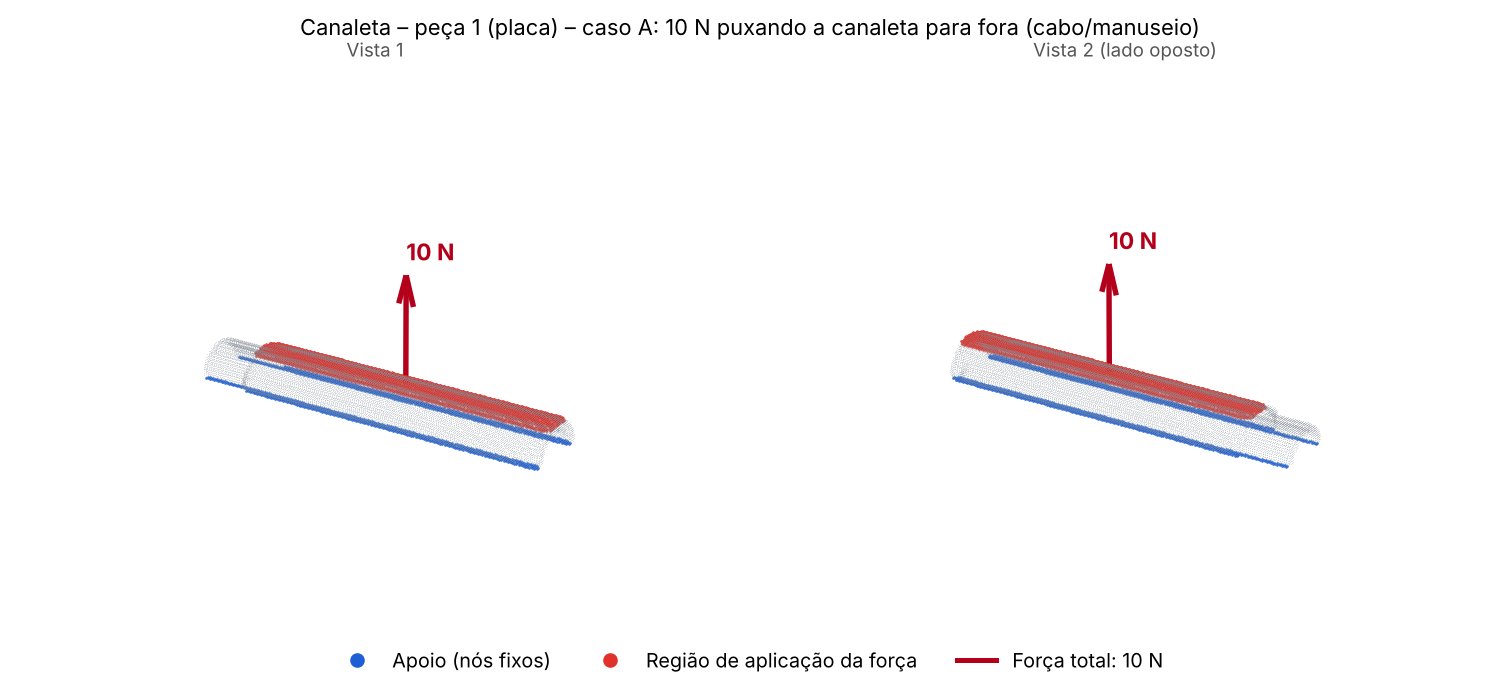 Canaleta – peça 1 (placa) – caso A: 10 N puxando a canaleta para fora (cabo/manuseio)
Vista 1
Vista 2 (lado oposto)
10 N
10 N
Apoio (nós fixos)
Região de aplicação da força
Força total: 10 N